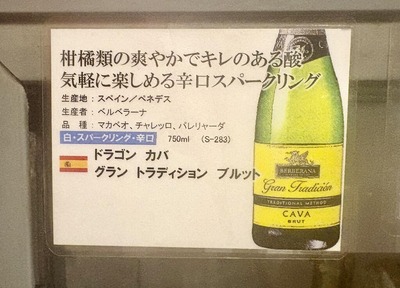 柑橘類の爽やかでキレのある酸
気軽に楽しめる辛口スパークリング
生産地：スペイン／ペネデス
生産者：ベルベラーナ
品　種：マカベオ、チャレッロ、パレリャーダ
白・スパークリング・辛口　750ml　（S-283）
ドラゴン　カバ
グラン　トラディション　ブルット
BERBERANA
Gran Tradición
TRADITIONAL METHOD
CAVA
BRUT